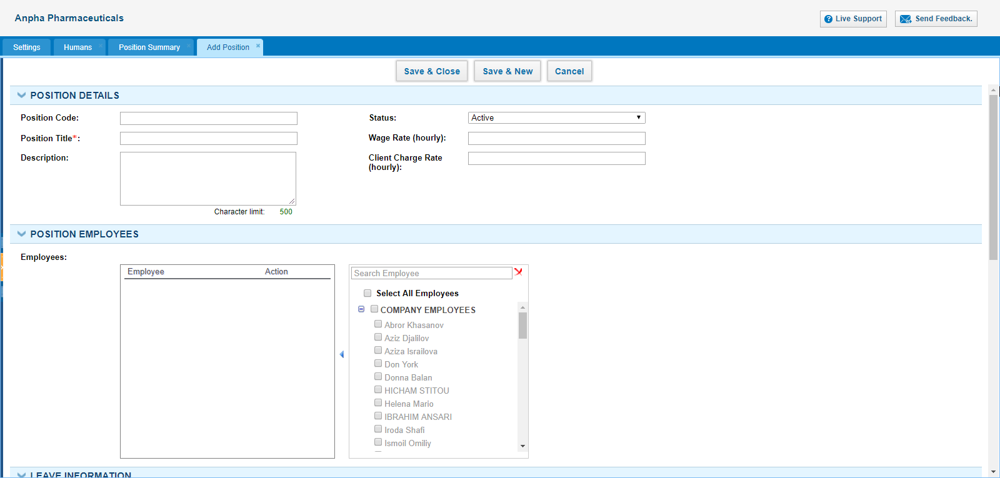 Anpha Pharmaceuticals
Live Support
Send Feedback.
Settings
Humans
Position Summary
Add Position
Save & Close
Save & New
Cancel
POSITION DETAILS
Position Code:
Status:
Active
Position Title*:
Wage Rate (hourly):
Description:
Client Charge Rate
(hourly):
Character limit: 500
POSITION EMPLOYEES
Employees:
Employee Action
Search Employee
Select All Employees
COMPANY EMPLOYEES
Abror Khasanov
Aziz Djalilov
Aziza Israilova
Don York
Donna Balan
HICHAM STITOU
Helena Mario
IBRAHIM ANSARI
Iroda Shafi
Ismoil Omiliy
LEAVE INFORMATION